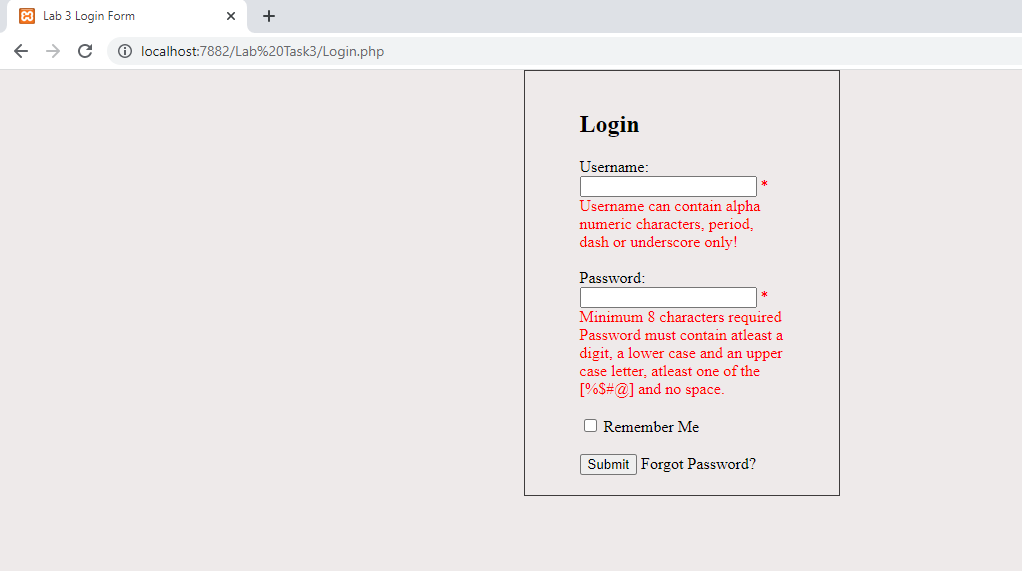 Lab 3 Login Form
localhost:7882/Lab%20Task3/Login.php
Login
Username:
*
Username can contain alpha
numeric characters, period,
dash or underscore only!
Password:
*
Minimum 8 characters required
Password must contain atleast a
digit, a lower case and an upper
case letter, atleast one of the
[%$#@] and no space.
Remember Me
Submit Forgot Password?